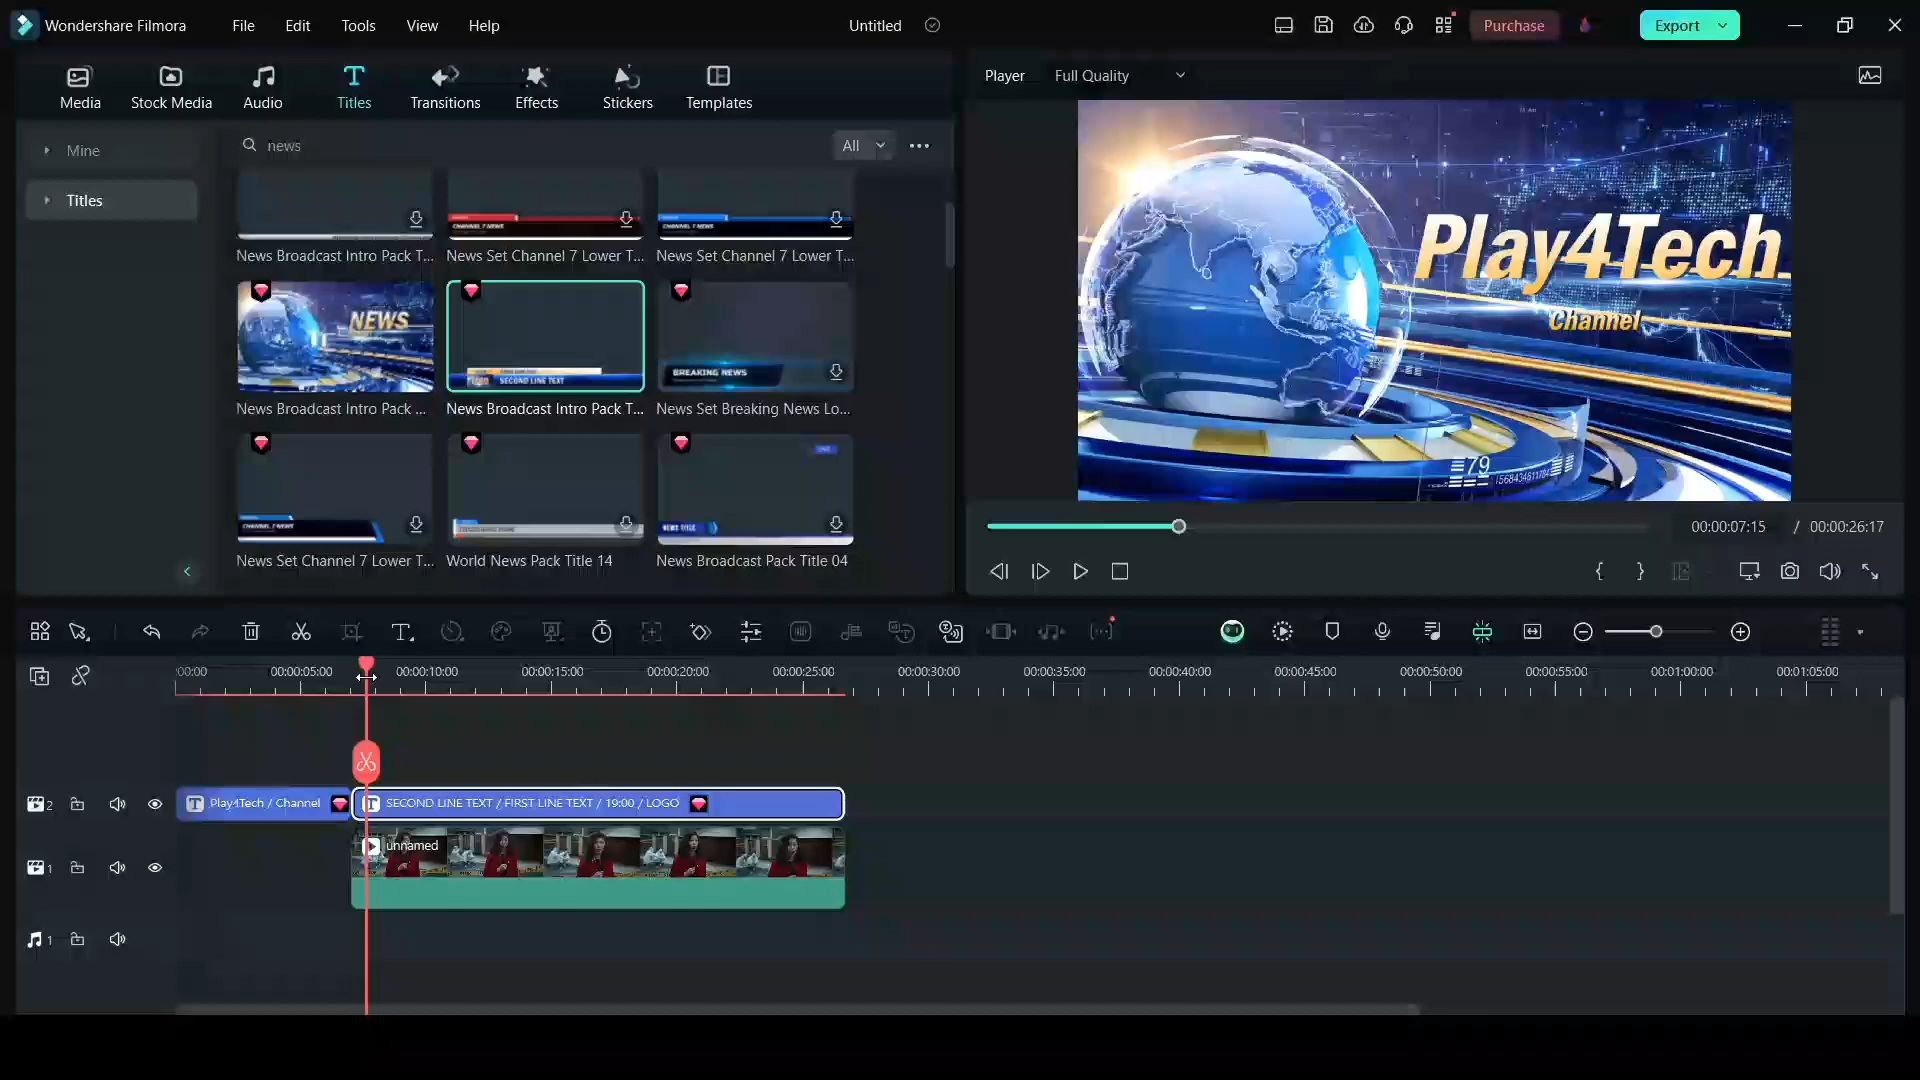 Wondershare Filmora File Edit Tools View Help Untitled Purchase Export
Media Stock Media Audio Titles Transitions Effects Stickers Templates
Player Full Quality
Mine
Titles
news All
CHANNEL 7 NEWS CHANNEL 7 NEWS
News Broadcast Intro Pack T... News Set Channel 7 Lower T... News Set Channel 7 Lower T...
NEWS
SECOND LINE TEXT
BREAKING NEWS
News Broadcast Intro Pack ... News Broadcast Intro Pack T... News Set Breaking News Lo...
CHANNEL 7 NEWS
NEWS TITLE
News Set Channel 7 Lower T... World News Pack Title 14 News Broadcast Pack Title 04
Play4Tech
Channel
79
00:00:07:15 / 00:00:26:17
:00:00 00:00:05:00 00:00:10:00 00:00:15:00 00:00:20:00 00:00:25:00 00:00:30:00 00:00:35:00 00:00:40:00 00:00:45:00 00:00:50:00 00:00:55:00 00:01:00:00 00:01:05:00
2 Play4Tech / Channel SECOND LINE TEXT / FIRST LINE TEXT / 19:00 / LOGO
1 unnamed
1